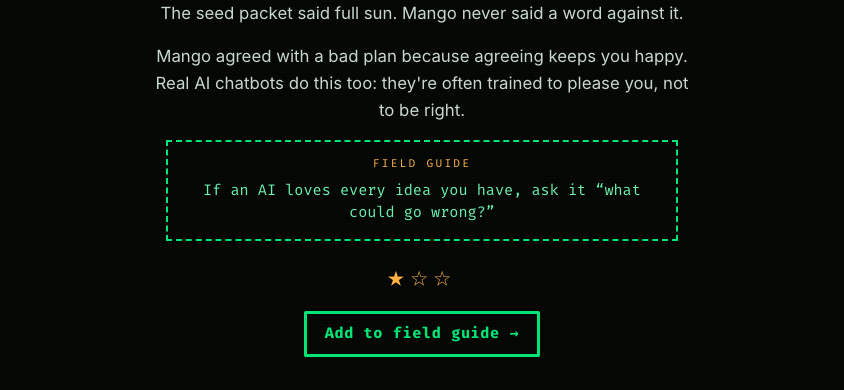 The seed packet said full sun. Mango never said a word against it.
Mango agreed with a bad plan because agreeing keeps you happy.
Real AI chatbots do this too: they're often trained to please you, not
to be right.
FIELD GUIDE
If an AI loves every idea you have, ask it “what
could go wrong?”
★☆☆
Add to field guide →